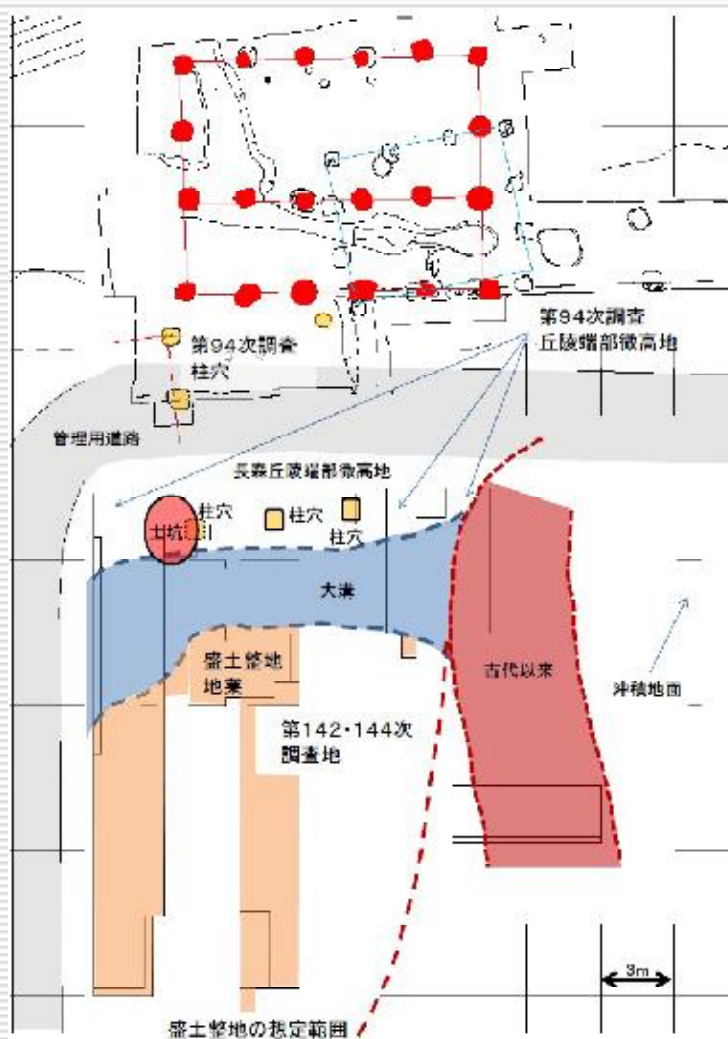 第94次調査
柱穴
第94次調査
丘陵端部微高地
管理用道路
長森丘陵端部微高地
土坑
柱穴
柱穴
柱穴
大溝
盛土整地
地業
古代以来
沖積地面
第142・144次
調査地
3m
盛土整地の想定範囲